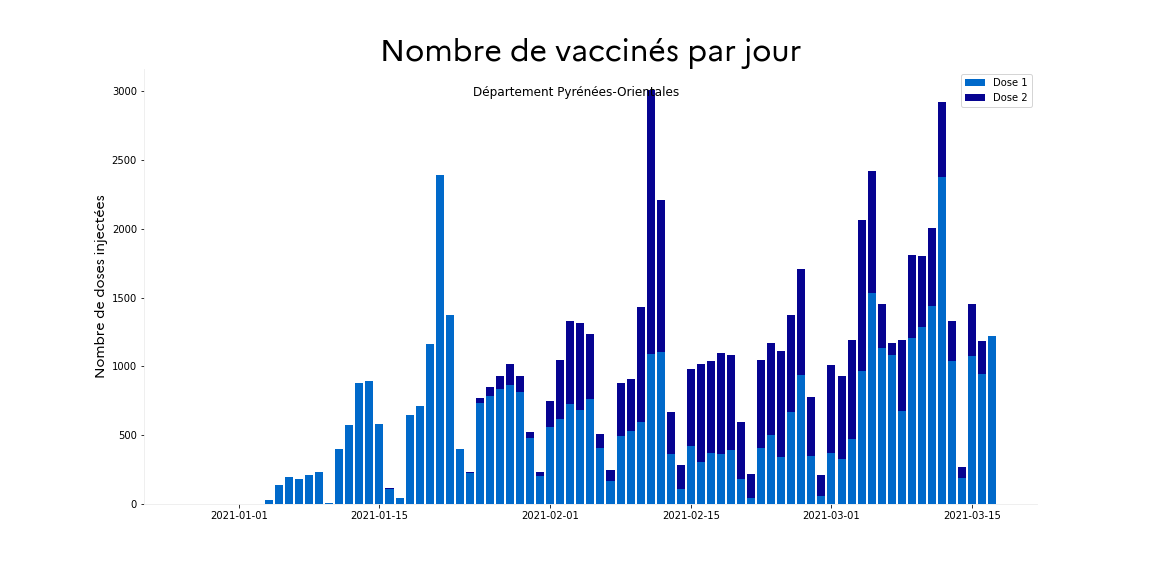 Nombre de vaccinés par jour
Département Pyrénées-Orientales
Dose 1
Dose 2
Nombre de doses injectées
3000
2500
2000
1500
1000
500
0
2021-01-01
2021-01-15
2021-02-01
2021-02-15
2021-03-01
2021-03-15